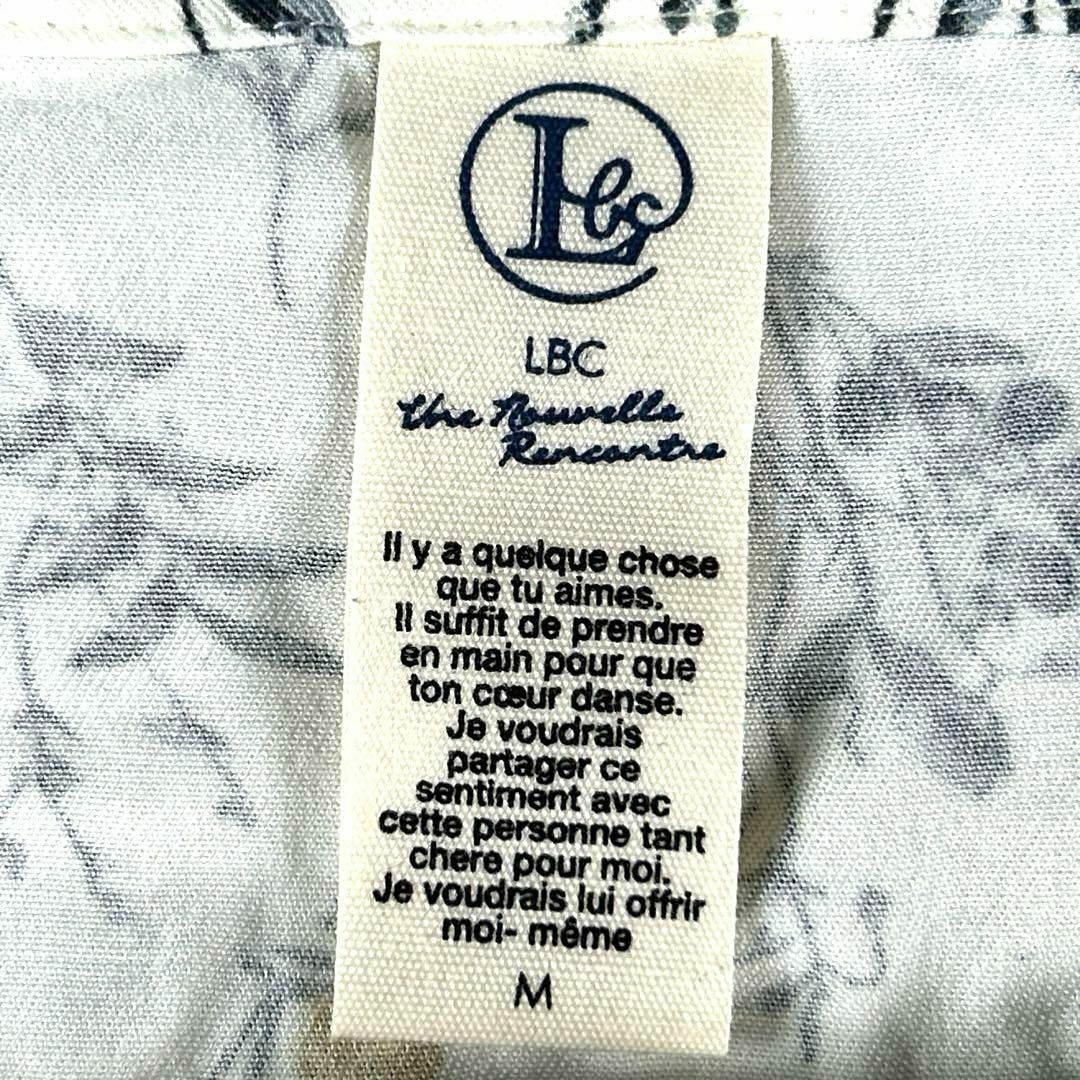 Lbc
LBC
Une Nouvelle
Rencontre
Il y a quelque chose
que tu aimes.
Il suffit de prendre
en main pour que
ton cœur danse.
Je voudrais
partager ce
sentiment avec
cette personne tant
chere pour moi.
Je voudrais lui offrir
moi- même
M